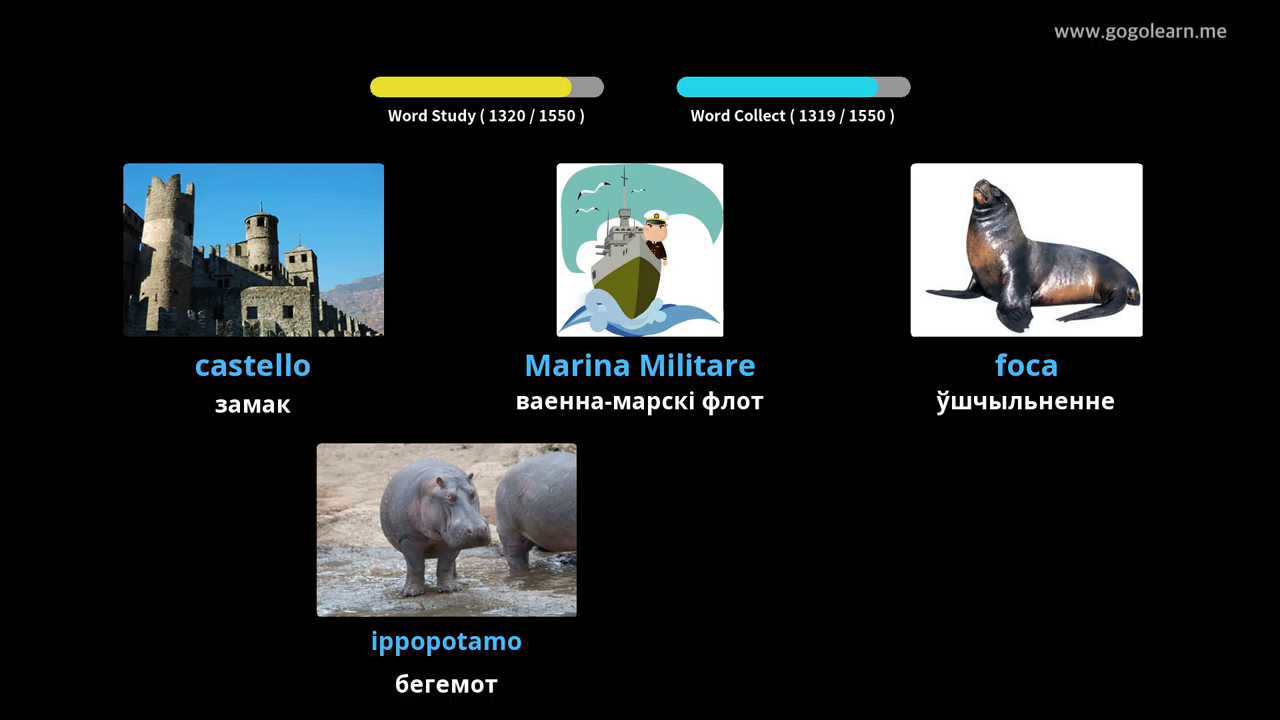 www.gogolearn.me
Word Study ( 1320 / 1550 )
Word Collect ( 1319 / 1550 )
castello
замак
Marina Militare
ваенна-марскі флот
foca
ўшчыльненне
ippopotamo
бегемот